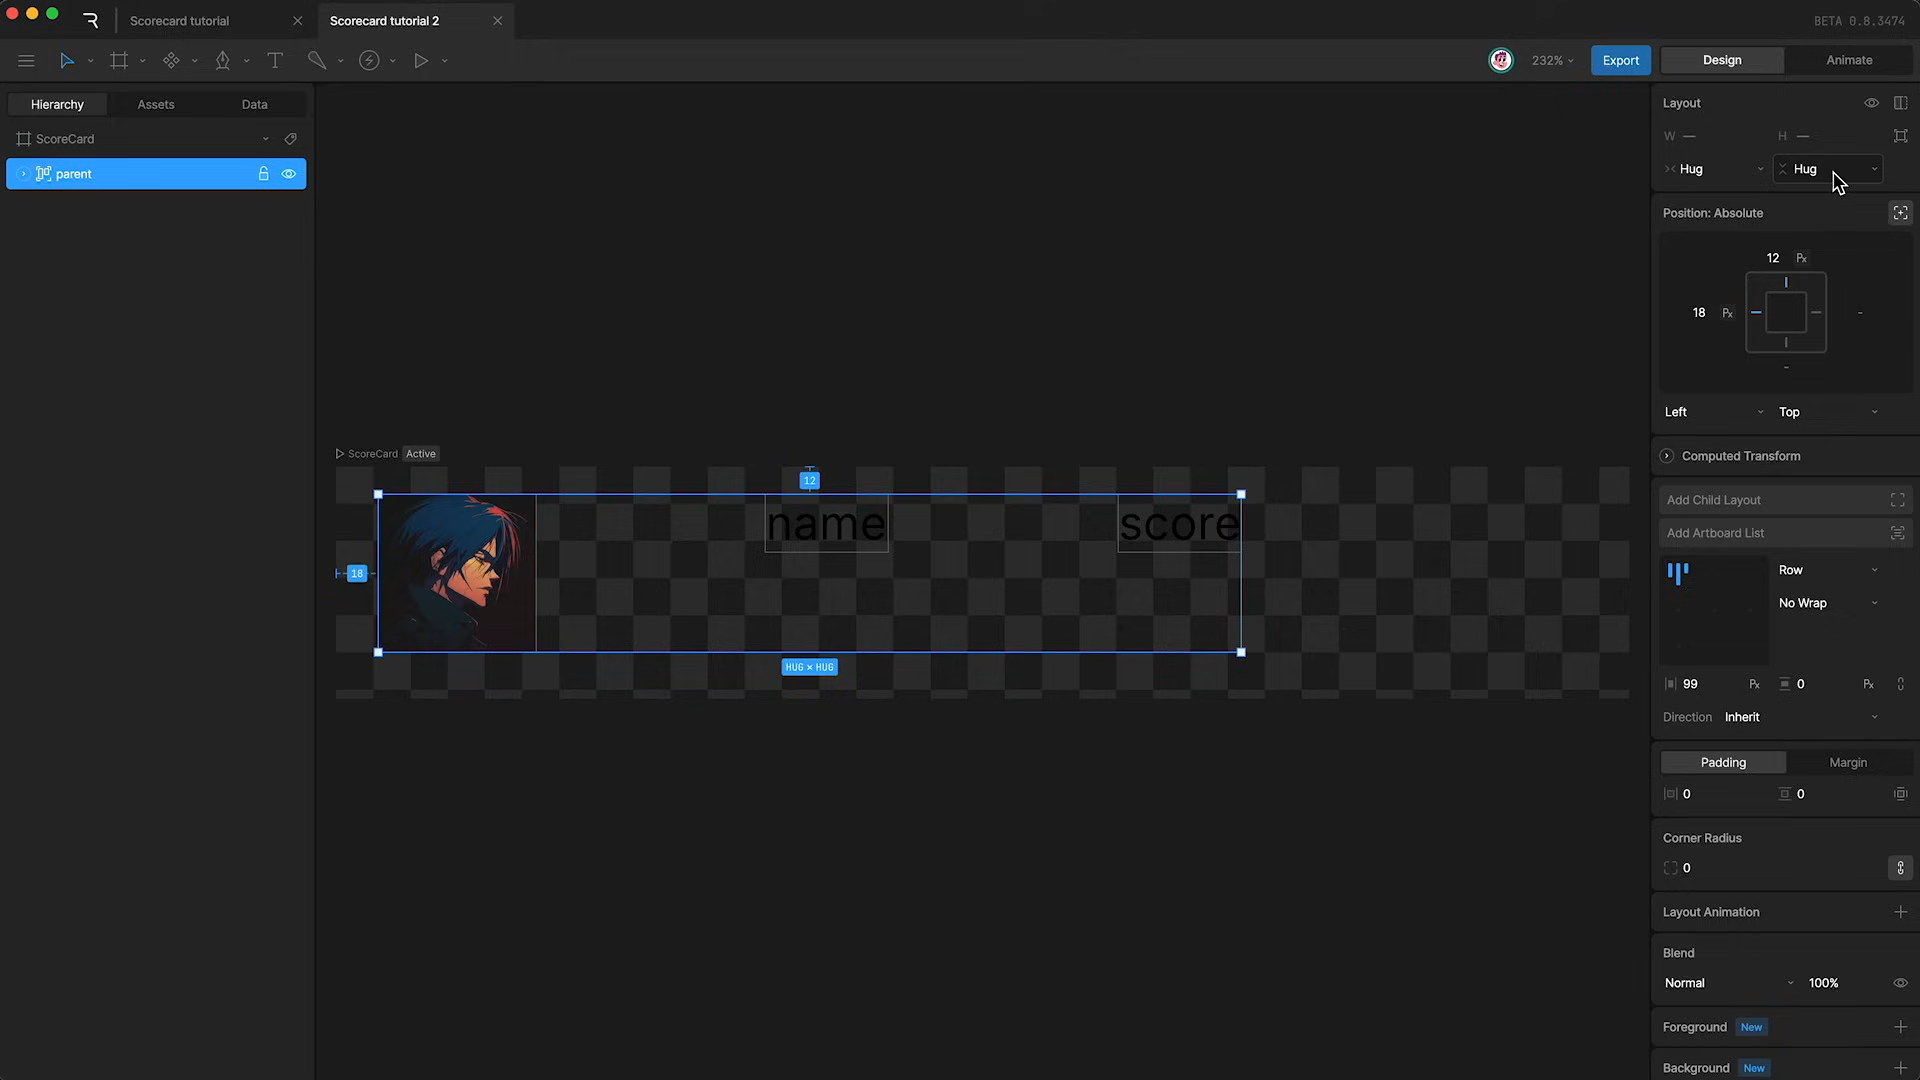 Scorecard tutorial
Scorecard tutorial 2
BETA 0.8.3474
232%
Export
Design
Animate
Hierarchy
Assets
Data
ScoreCard
parent
Layout
W —
H —
Hug
Hug
Position: Absolute
12 Px
18 Px
-
-
Left
Top
Computed Transform
Add Child Layout
Add Artboard List
Row
No Wrap
99 Px
0 Px
Direction Inherit
Padding
Margin
0
0
Corner Radius
0
Layout Animation
Blend
Normal
100%
Foreground New
Background New
ScoreCard Active
12
name
score
18
HUG × HUG